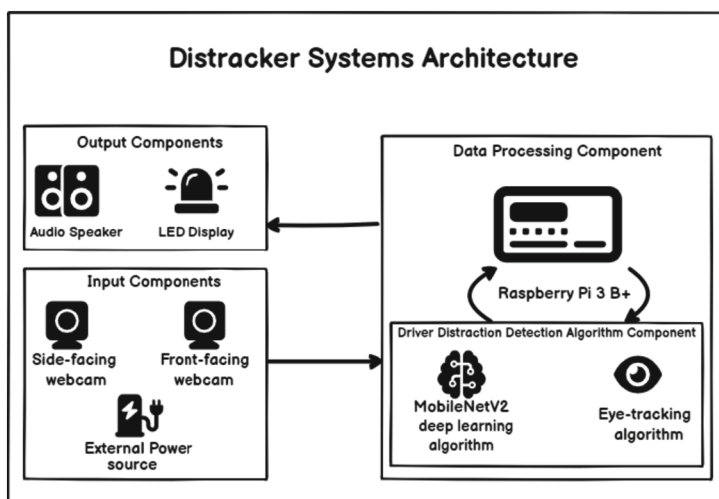 Distracker Systems Architecture
Output Components
Audio Speaker
LED Display
Input Components
Side-facing
webcam
Front-facing
webcam
External Power
source
Data Processing Component
Raspberry Pi 3 B+
Driver Distraction Detection Algorithm Component
MobileNetV2
deep learning
algorithm
Eye-tracking
algorithm